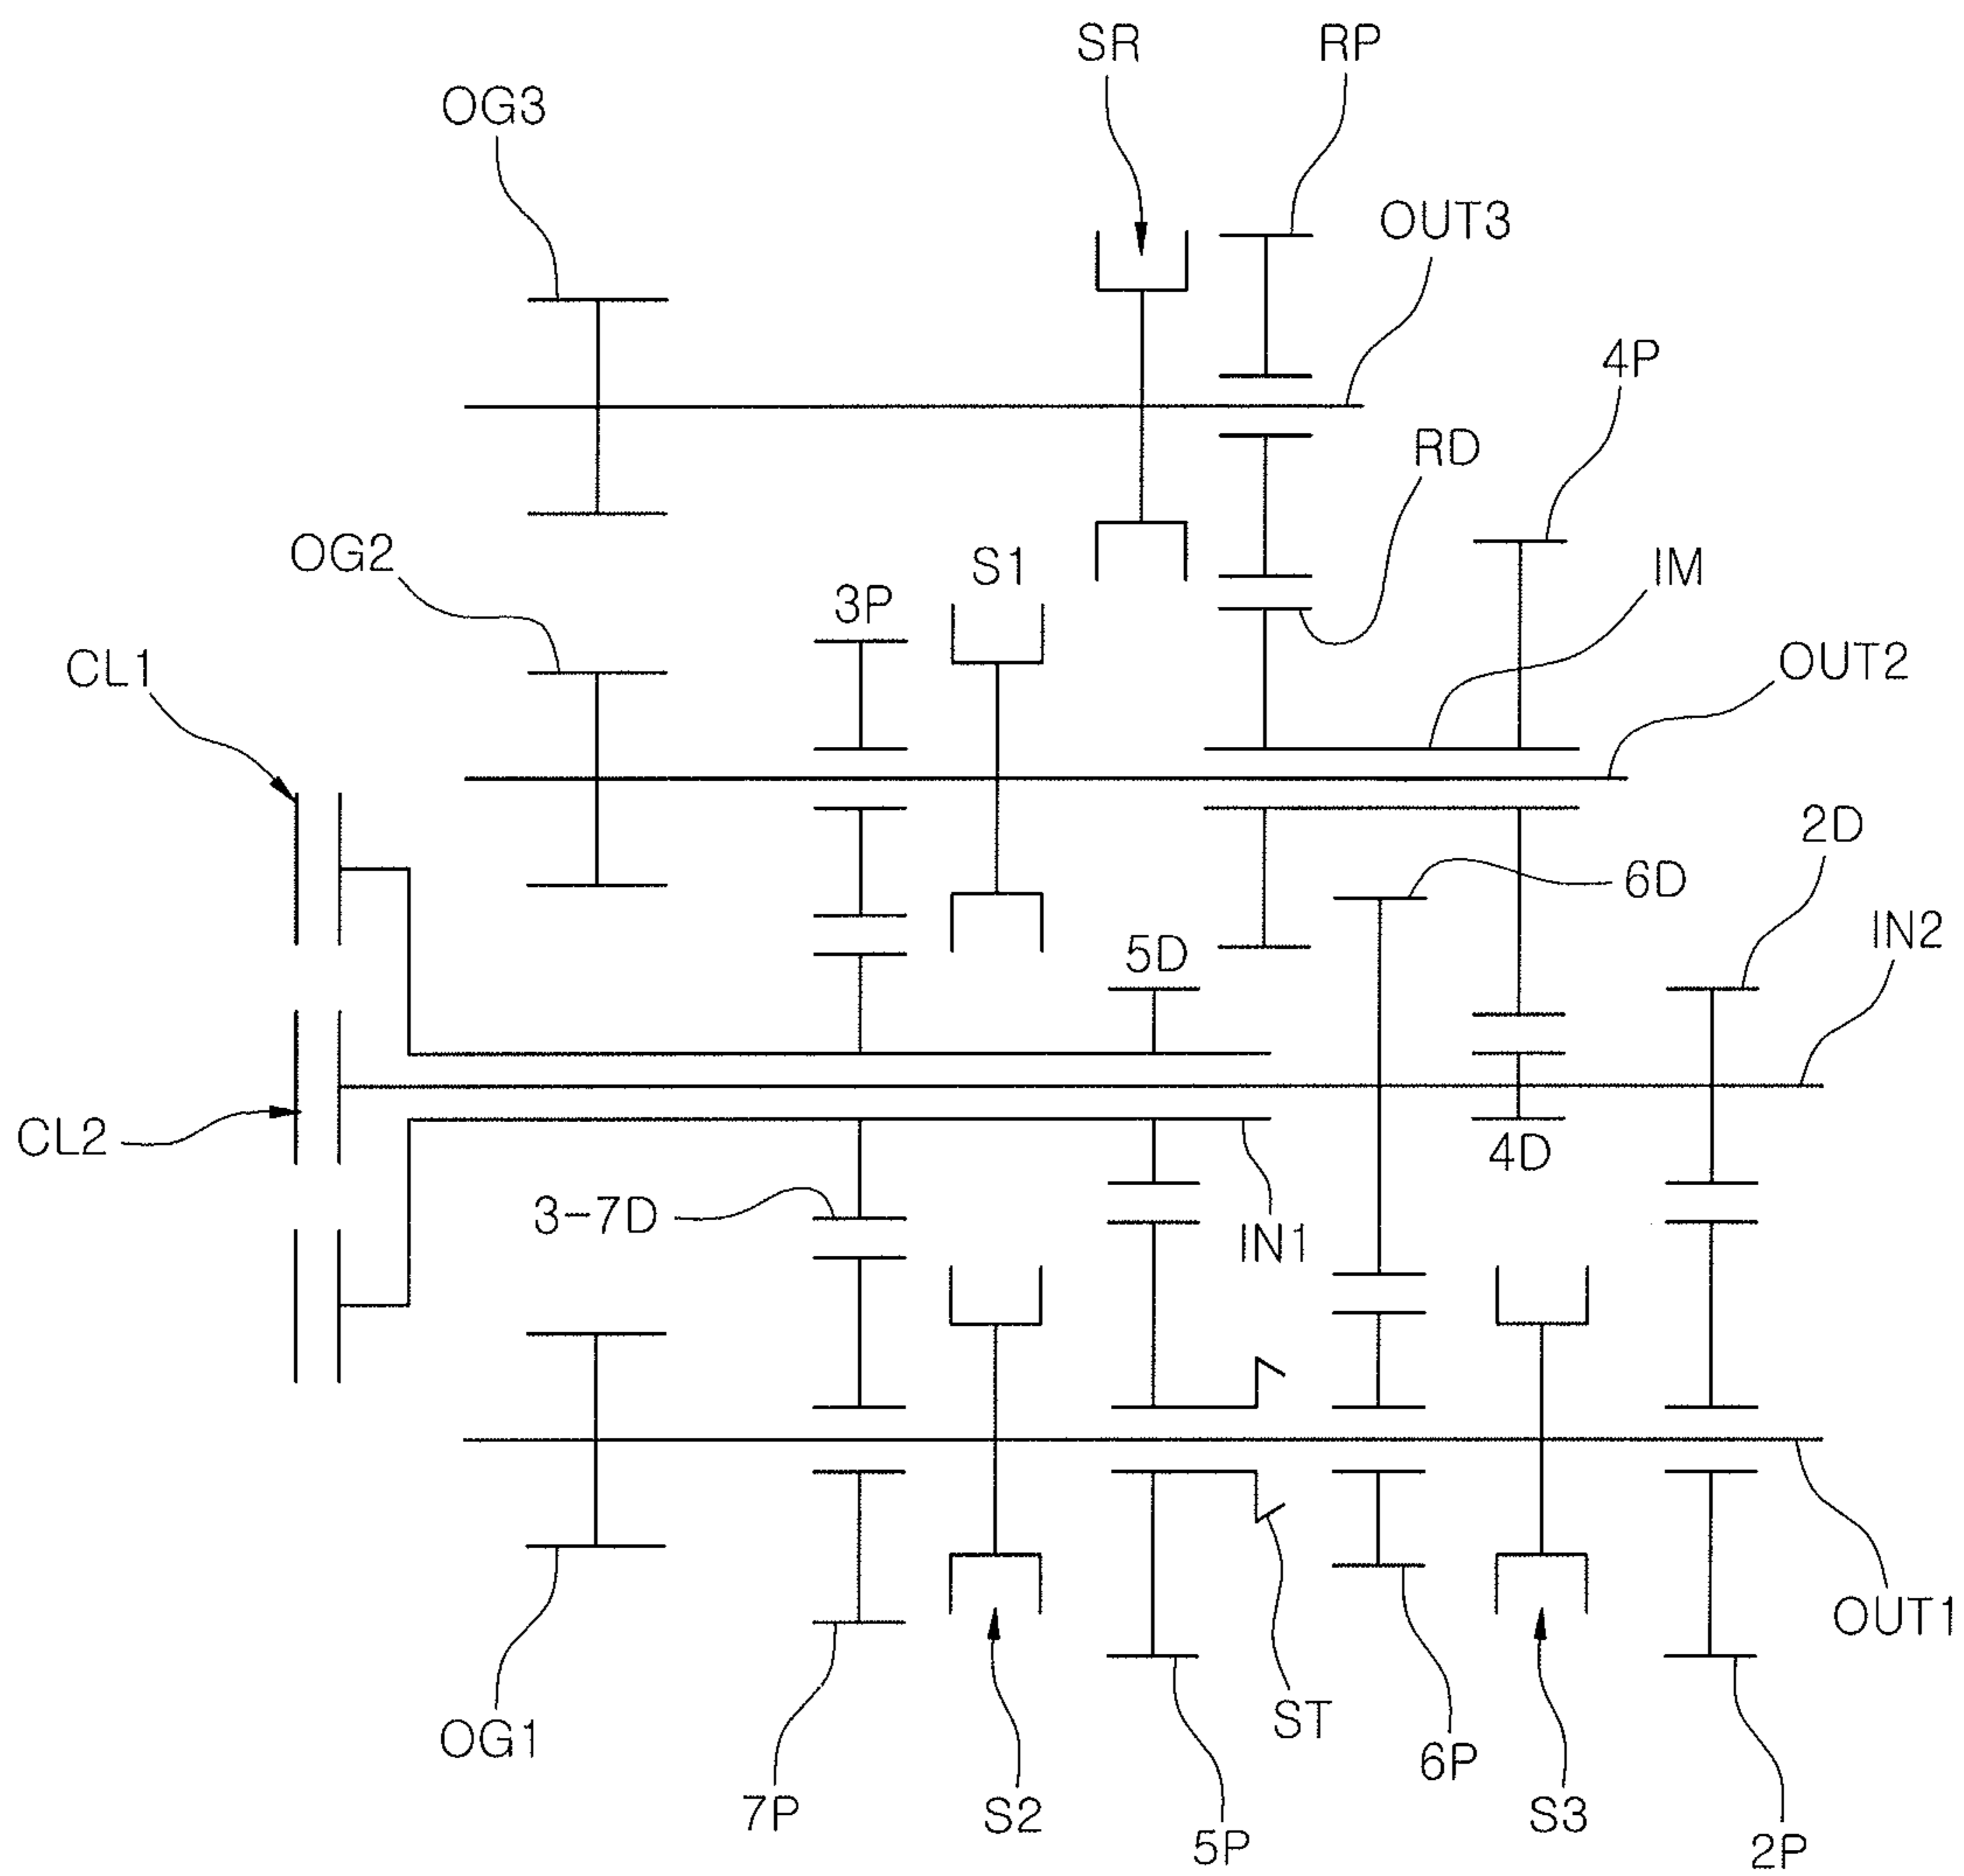 SR
RP
OG3
OUT3
4P
RD
OG2
S1
IM
3P
CL1
OUT2
2D
6D
IN2
5D
CL2
4D
3-7D
IN1
OUT1
ST
OG1
6P
7P
S2
S3
5P
2P